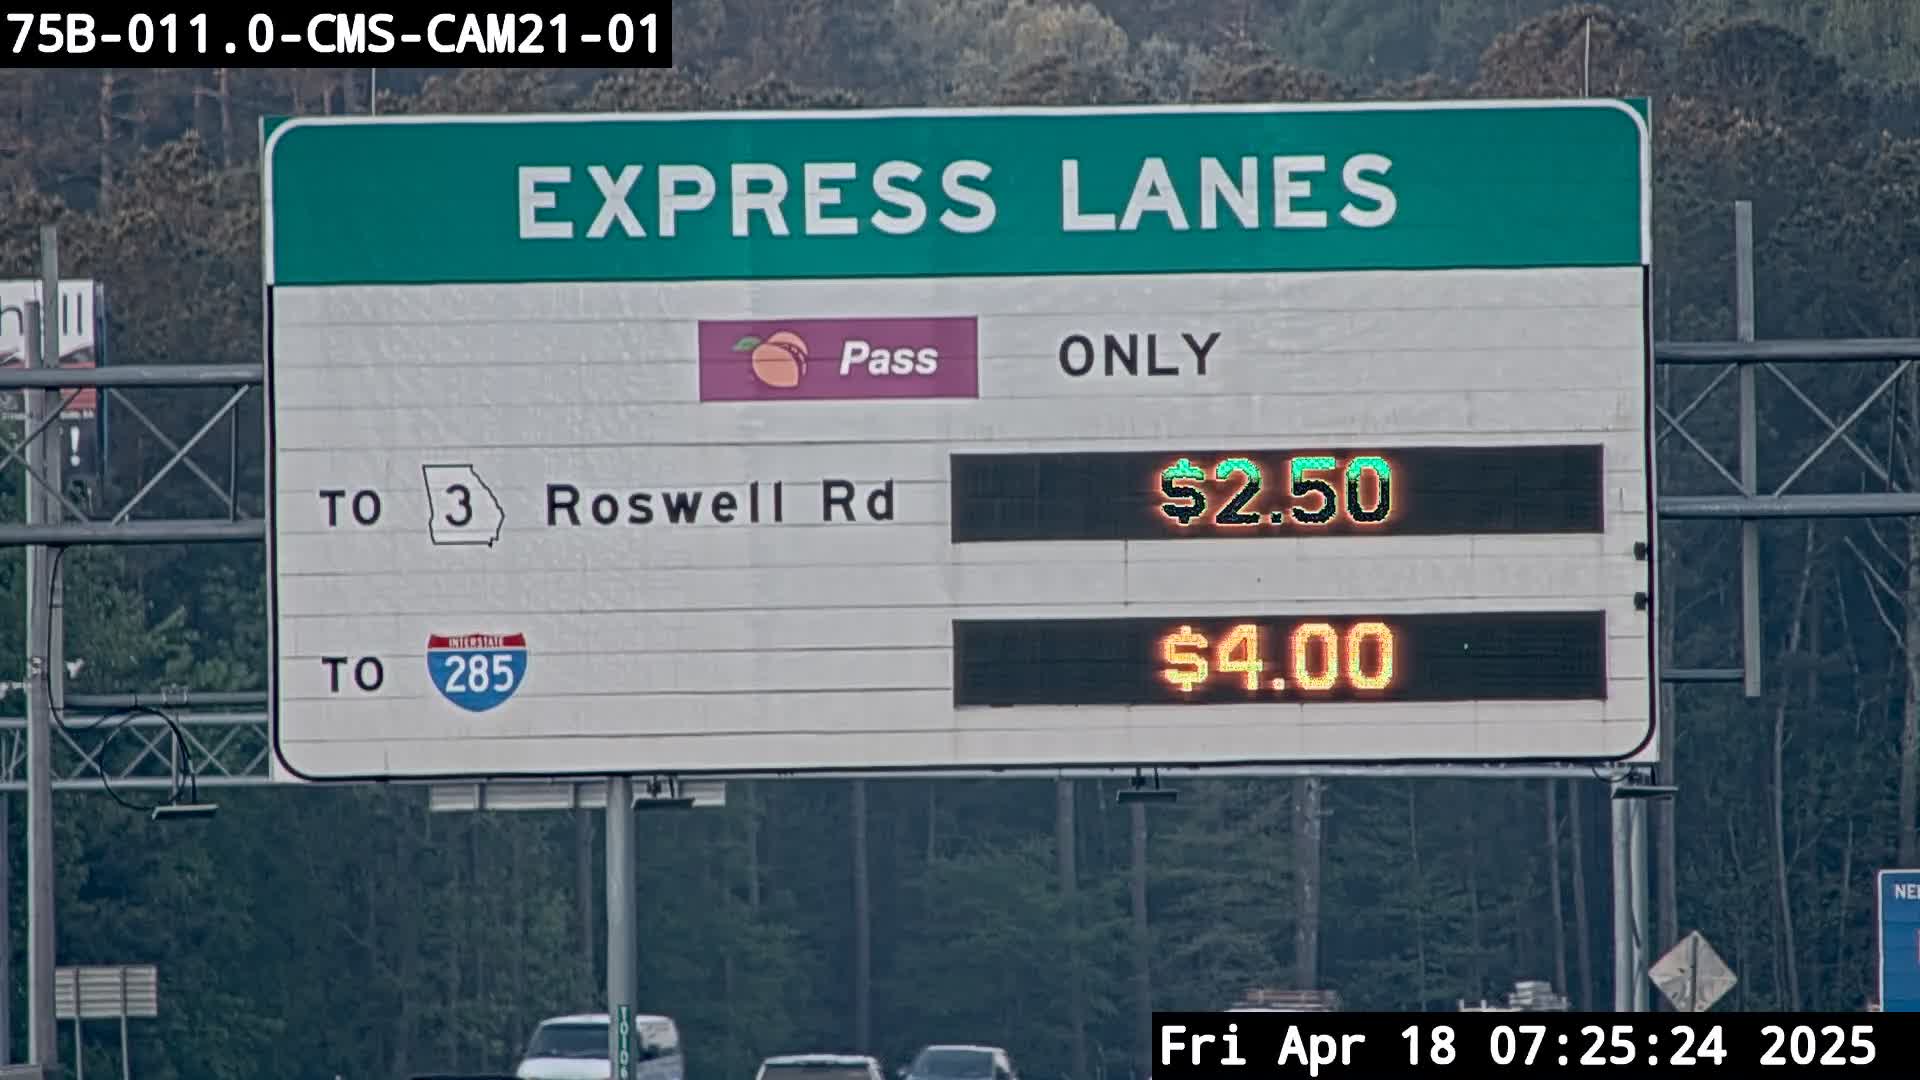 75B-011.0-CMS-CAM21-01
EXPRESS LANES
Pass ONLY
TO 3 Roswell Rd $2.50
INTERSTATE
TO 285 $4.00
Fri Apr 18 07:25:24 2025